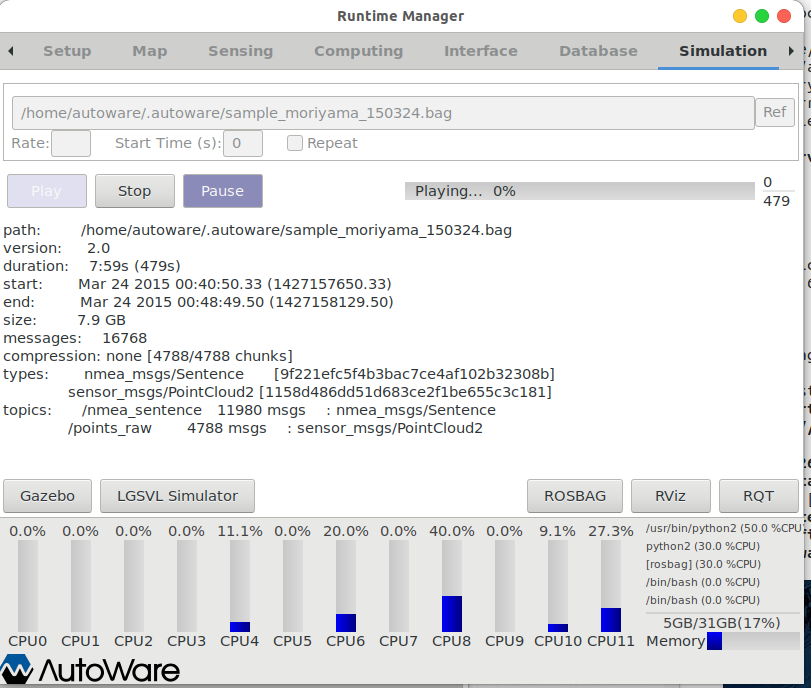 Runtime Manager
Setup Map Sensing Computing Interface Database Simulation
/home/autoware/.autoware/sample_moriyama_150324.bag Ref
Rate: Start Time (s): 0 Repeat
Play Stop Pause Playing... 0% 0
479
path: /home/autoware/.autoware/sample_moriyama_150324.bag
version: 2.0
duration: 7:59s (479s)
start: Mar 24 2015 00:40:50.33 (1427157650.33)
end: Mar 24 2015 00:48:49.50 (1427158129.50)
size: 7.9 GB
messages: 16768
compression: none [4788/4788 chunks]
types: nmea_msgs/Sentence [9f221efc5f4b3bac7ce4af102b32308b]
sensor_msgs/PointCloud2 [1158d486dd51d683ce2f1be655c3c181]
topics: /nmea_sentence 11980 msgs : nmea_msgs/Sentence
/points_raw 4788 msgs : sensor_msgs/PointCloud2
Gazebo LGSVL Simulator ROSBAG RViz RQT
0.0% 0.0% 0.0% 0.0% 11.1% 0.0% 20.0% 0.0% 40.0% 0.0% 9.1% 27.3%
CPU0 CPU1 CPU2 CPU3 CPU4 CPU5 CPU6 CPU7 CPU8 CPU9 CPU10 CPU11
/usr/bin/python2 (50.0 %CPU
python2 (30.0 %CPU)
[rosbag] (30.0 %CPU)
/bin/bash (0.0 %CPU)
/bin/bash (0.0 %CPU)
5GB/31GB(17%)
Memory
AutoWare